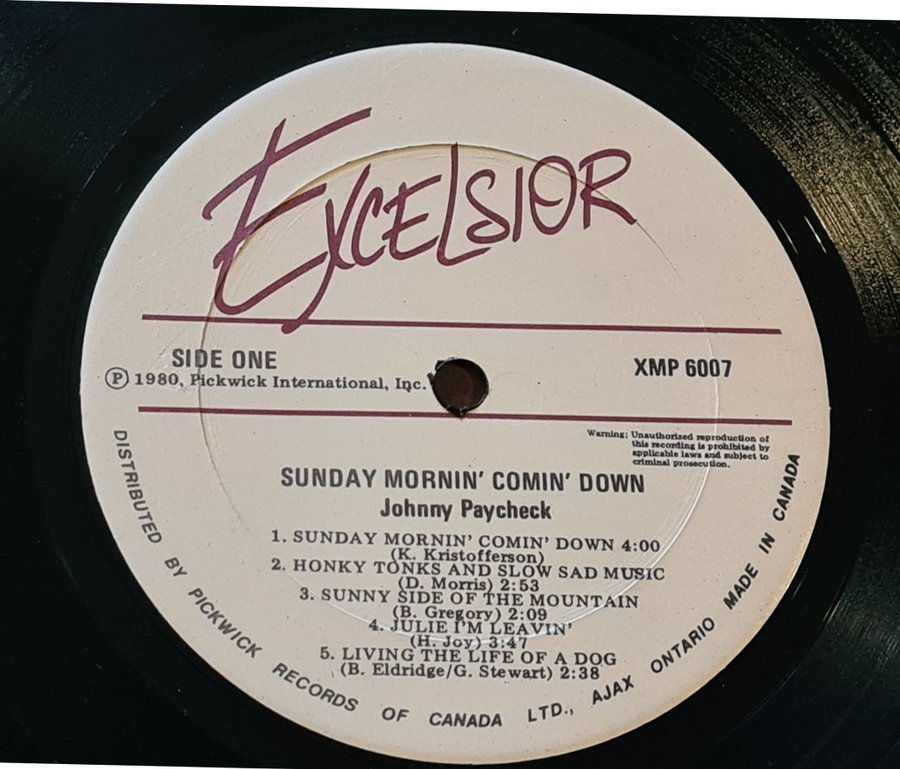 EXCELSIOR
SIDE ONE
XMP 6007
Ⓟ 1980, Pickwick International, Inc.
Warning: Unauthorized reproduction of
this recording is prohibited by
applicable laws and subject to
criminal prosecution.
SUNDAY MORNIN' COMIN' DOWN
Johnny Paycheck
1. SUNDAY MORNIN' COMIN' DOWN 4:00
(K. Kristofferson)
2. HONKY TONKS AND SLOW SAD MUSIC
(D. Morris) 2:53
3. SUNNY SIDE OF THE MOUNTAIN
(B. Gregory) 2:09
4. JULIE I'M LEAVIN'
(H. Joy) 3:47
5. LIVING THE LIFE OF A DOG
(B. Eldridge/G. Stewart) 2:38
DISTRIBUTED BY PICKWICK RECORDS OF CANADA LTD., AJAX ONTARIO MADE IN CANADA